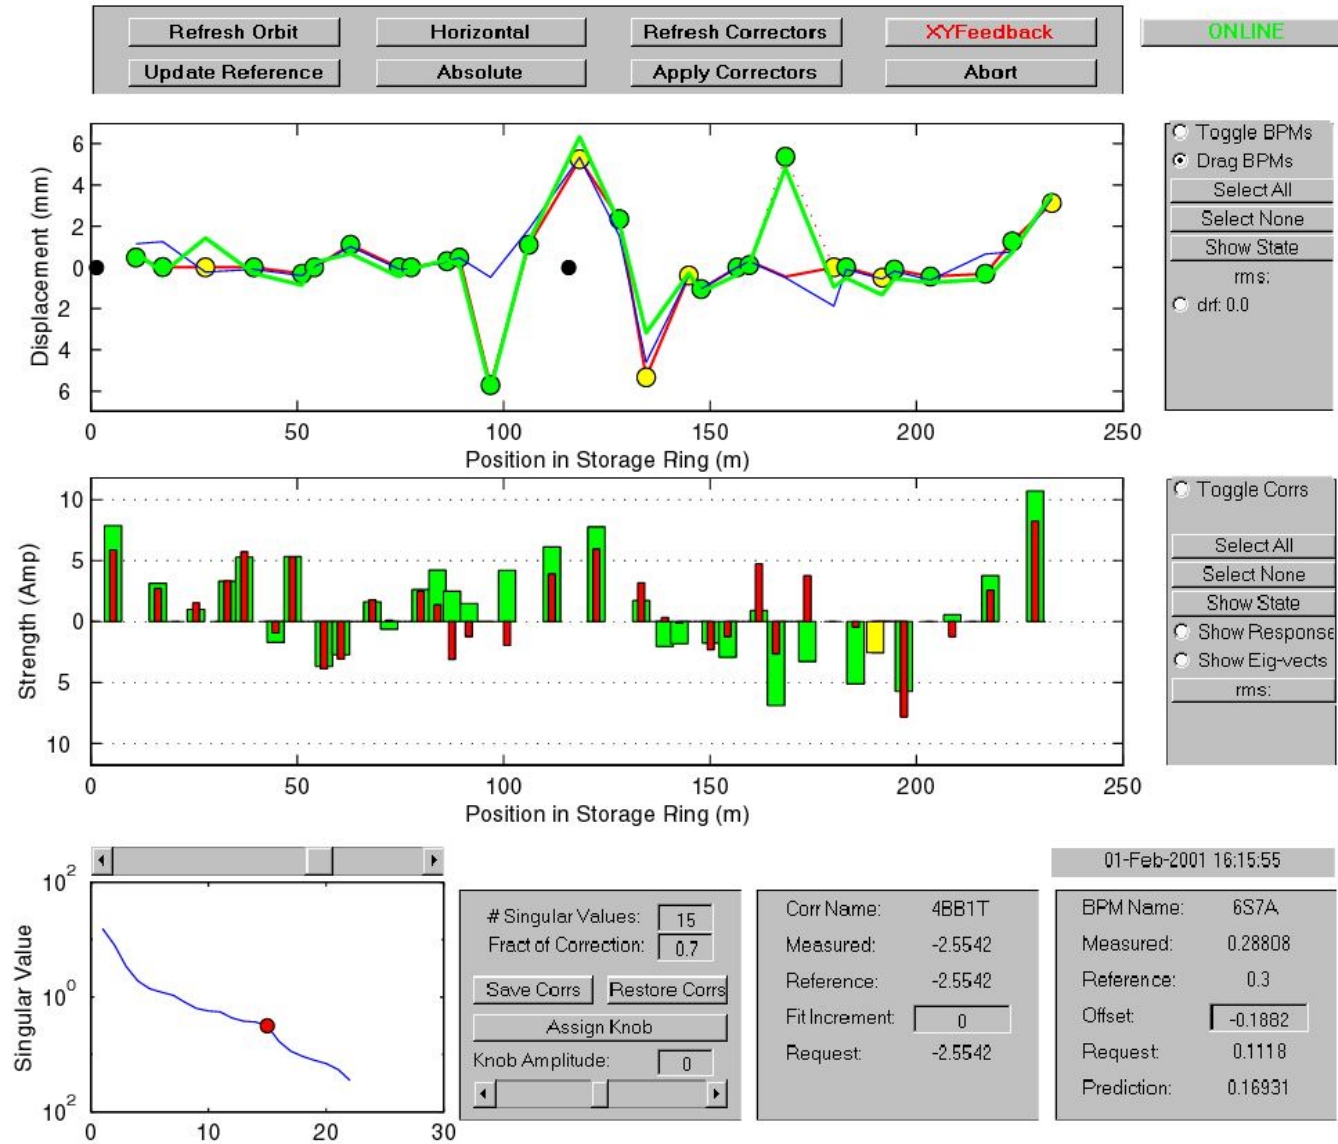 Refresh Orbit Horizontal Refresh Correctors XYFeedback ONLINE
Update Reference Absolute Apply Correctors Abort
6
4
2
0
2
4
6
Displacement (mm)
0 50 100 150 200 250
Position in Storage Ring (m)
Toggle BPMs
Drag BPMs
Select All
Select None
Show State
rms:
drf: 0.0
10
5
0
5
10
Strength (Amp)
0 50 100 150 200 250
Position in Storage Ring (m)
Toggle Corrs
Select All
Select None
Show State
Show Response
Show Eig-vects
rms:
01-Feb-2001 16:15:55
10^2
10^0
10^2
Singular Value
0 10 20 30
# Singular Values: 15
Fract of Correction: 0.7
Save Corrs Restore Corrs
Assign Knob
Knob Amplitude: 0
Corr Name: 4BB1T
Measured: -2.5542
Reference: -2.5542
Fit Increment: 0
Request: -2.5542
BPM Name: 6S7A
Measured: 0.28808
Reference: 0.3
Offset: -0.1882
Request: 0.1118
Prediction: 0.16931